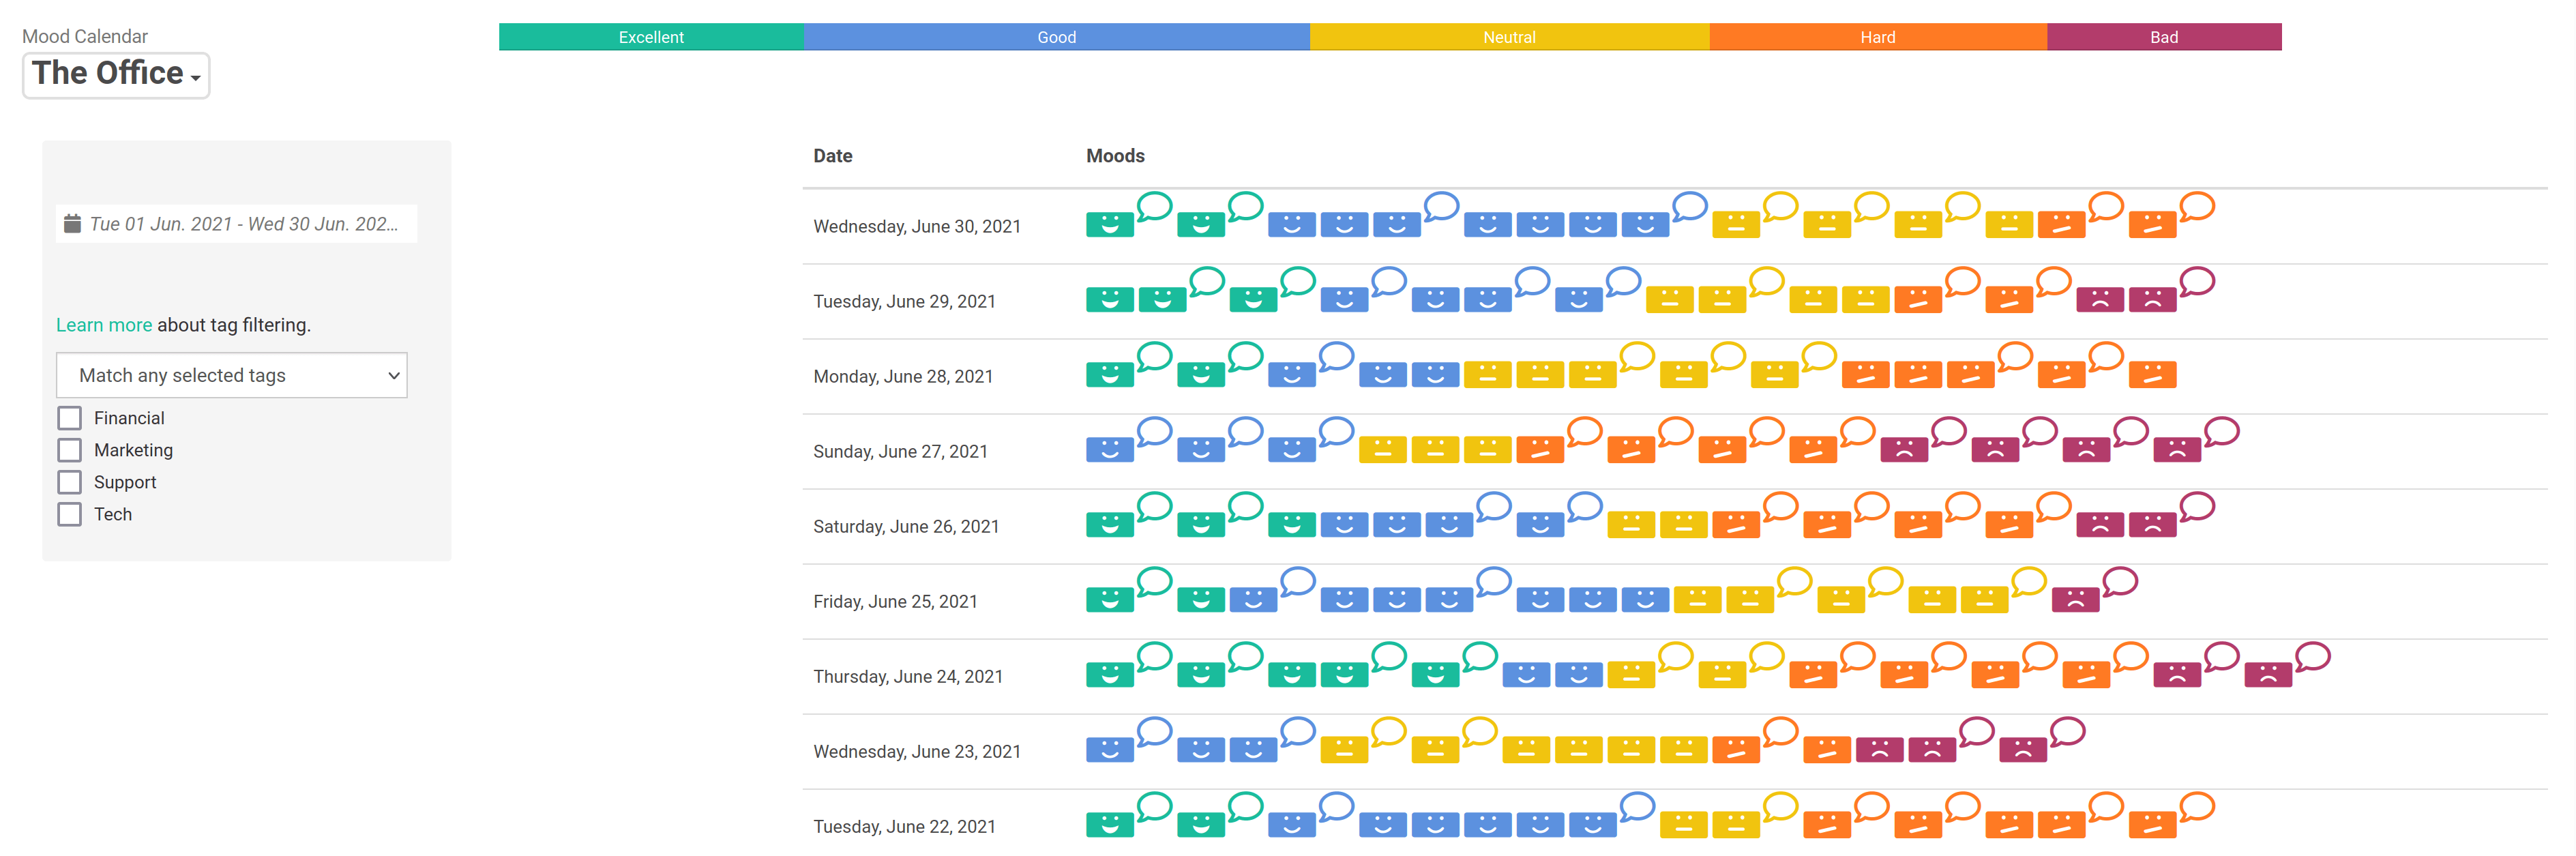 Mood Calendar
The Office
Excellent Good Neutral Hard Bad
Tue 01 Jun. 2021 - Wed 30 Jun. 202...
Learn more about tag filtering.
Match any selected tags
Financial
Marketing
Support
Tech
Date Moods
Wednesday, June 30, 2021
Tuesday, June 29, 2021
Monday, June 28, 2021
Sunday, June 27, 2021
Saturday, June 26, 2021
Friday, June 25, 2021
Thursday, June 24, 2021
Wednesday, June 23, 2021
Tuesday, June 22, 2021